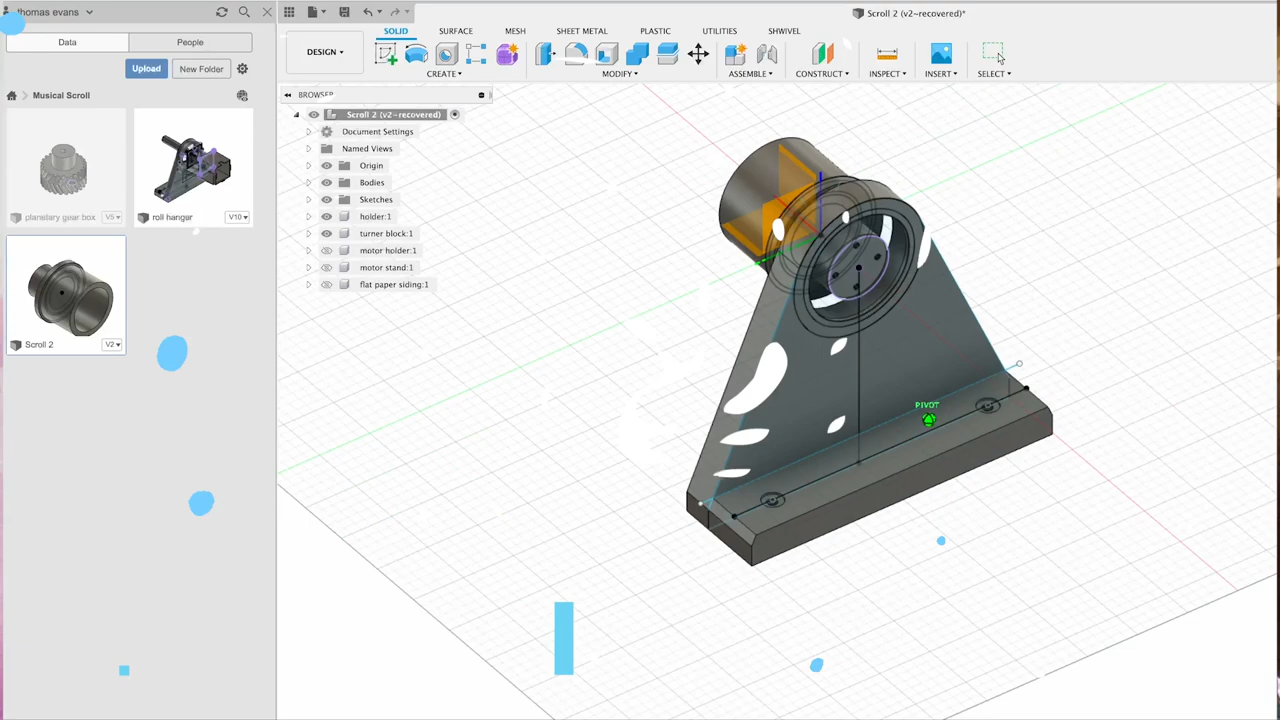 thomas evans
Scroll 2 (v2~recovered)*
Data
People
SOLID
SURFACE
MESH
SHEET METAL
PLASTIC
UTILITIES
SHWIVEL
DESIGN
Upload
New Folder
CREATE
MODIFY
ASSEMBLE
CONSTRUCT
INSPECT
INSERT
SELECT
Musical Scroll
BROWSER
Scroll 2 (v2~recovered)
Document Settings
Named Views
Origin
Bodies
Sketches
holder:1
turner block:1
motor holder:1
motor stand:1
flat paper siding:1
planetary gear box
V5
roll hangar
V10
Scroll 2
V2
PIVOT